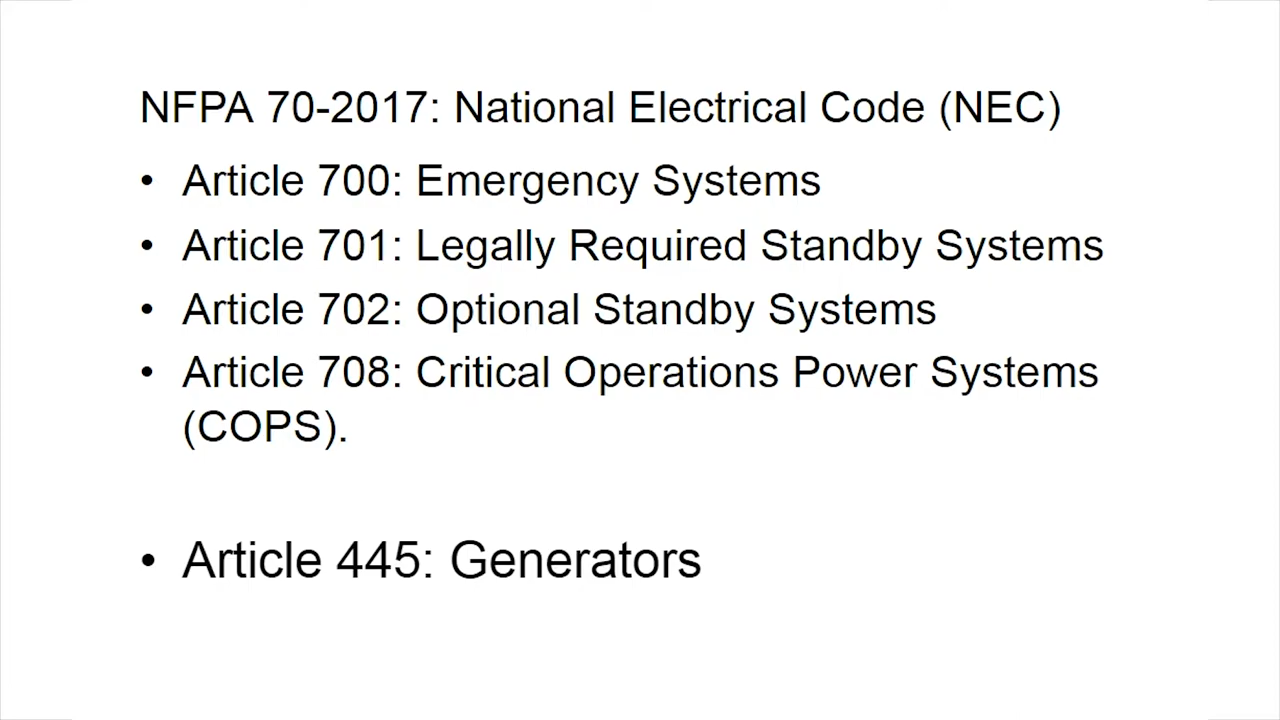 NFPA 70-2017: National Electrical Code (NEC)
• Article 700: Emergency Systems
• Article 701: Legally Required Standby Systems
• Article 702: Optional Standby Systems
• Article 708: Critical Operations Power Systems
(COPS).
• Article 445: Generators